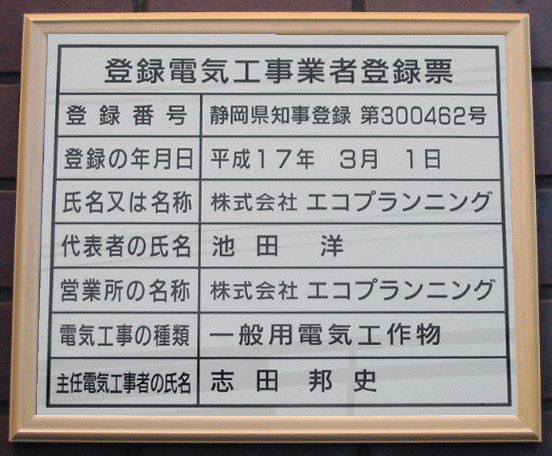 登録電気工事業者登録票
登録番号 静岡県知事登録 第300462号
登録の年月日 平成17年 3月 1日
氏名又は名称 株式会社 エコプランニング
代表者の氏名 池田 洋
営業所の名称 株式会社 エコプランニング
電気工事の種類 一般用電気工作物
主任電気工事者の氏名 志田邦史